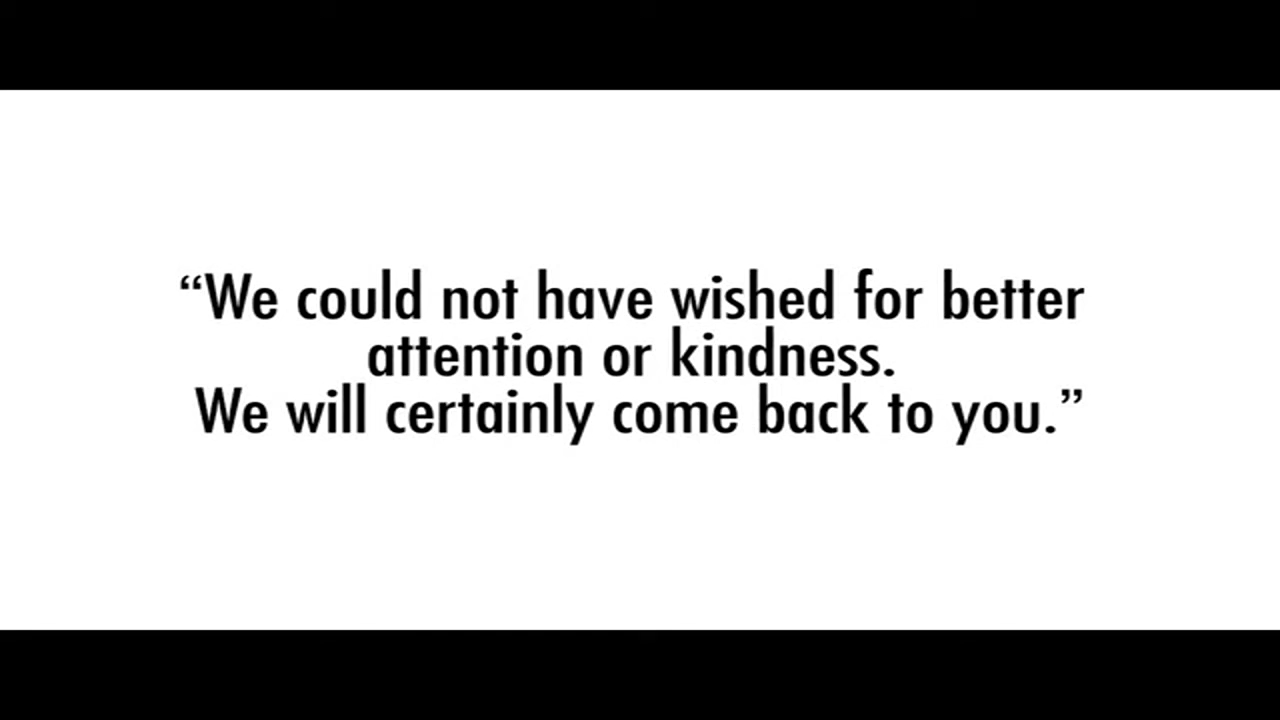 “We could not have wished for better
attention or kindness.
We will certainly come back to you.”